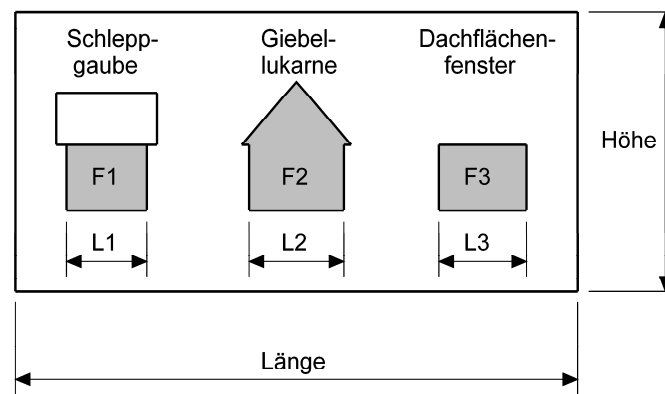 Schlepp-
gaube
Giebel-
lukarne
Dachflächen-
fenster
Höhe
F1
F2
F3
L1
L2
L3
Länge